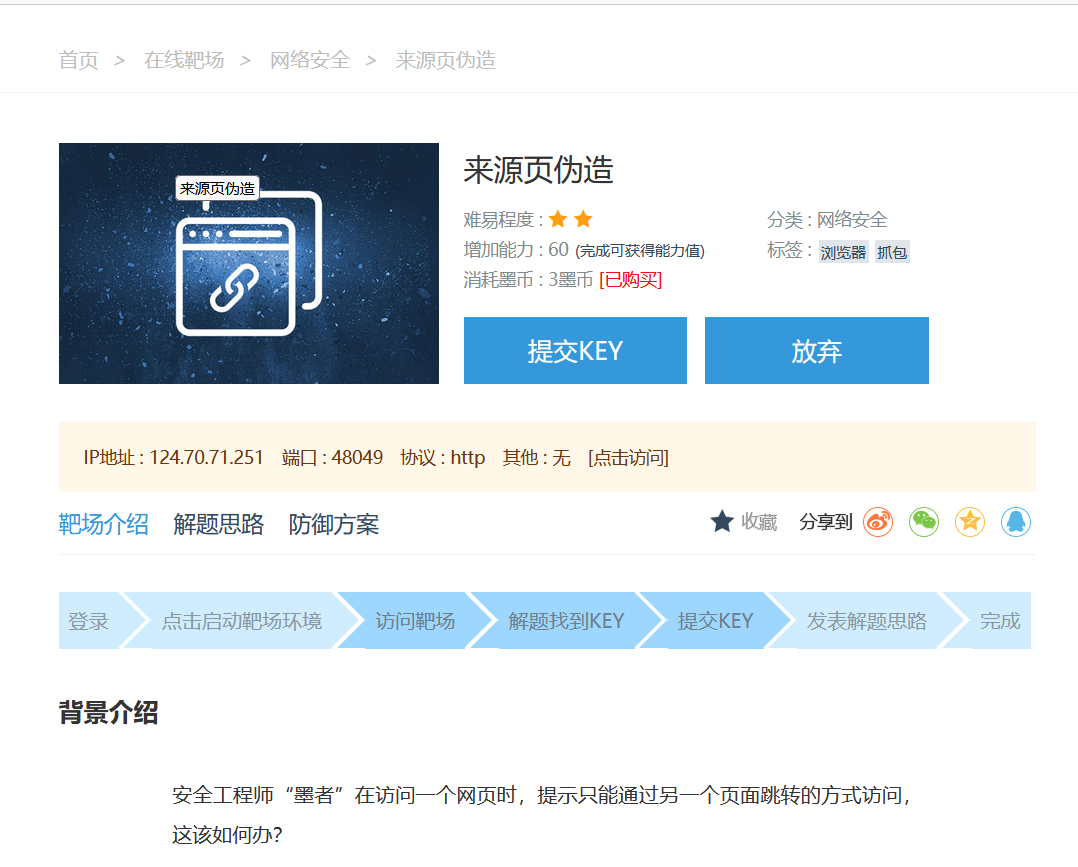 首页 > 在线靶场 > 网络安全 > 来源页伪造
来源页伪造
来源页伪造
难易程度 : 分类 : 网络安全
增加能力 : 60 (完成可获得能力值) 标签 : 浏览器 抓包
消耗墨币 : 3墨币 [已购买]
提交KEY 放弃
IP地址 : 124.70.71.251 端口 : 48049 协议 : http 其他 : 无 [点击访问]
靶场介绍 解题思路 防御方案 收藏 分享到
登录 点击启动靶场环境 访问靶场 解题找到KEY 提交KEY 发表解题思路 完成
背景介绍
安全工程师“墨者”在访问一个网页时，提示只能通过另一个页面跳转的方式访问，
这该如何办？